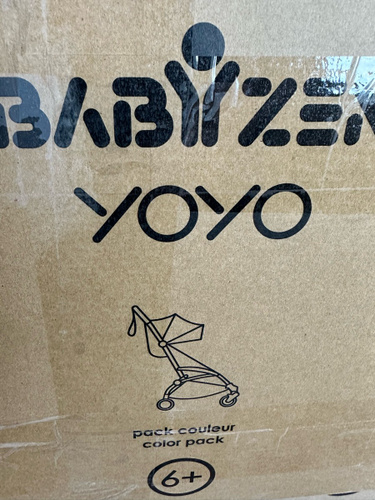 BABYZEN
YOYO
pack couleur
color pack
6+